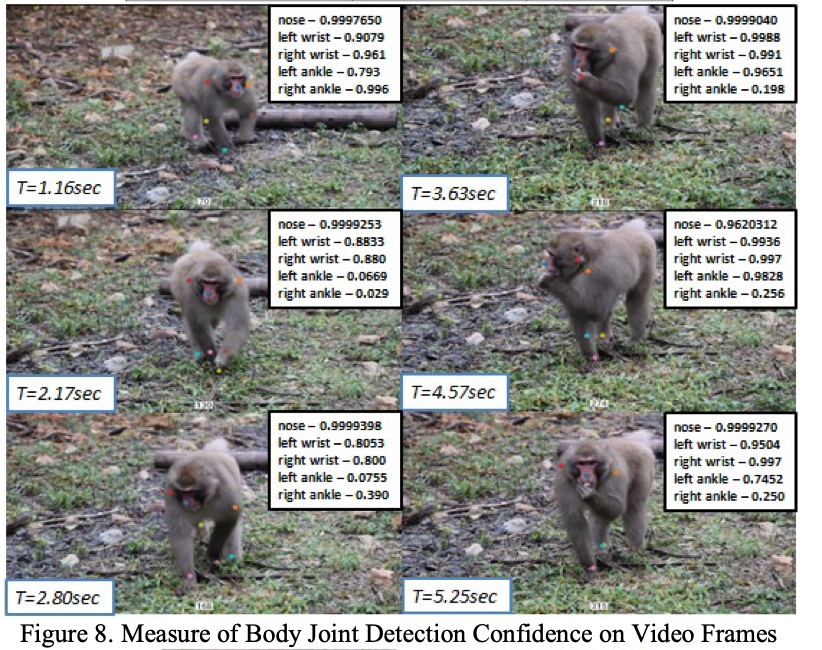 nose – 0.9997650
left wrist – 0.9079
right wrist – 0.961
left ankle – 0.793
right ankle – 0.996
T=1.16sec
70
nose – 0.9999040
left wrist – 0.9988
right wrist – 0.991
left ankle – 0.9651
right ankle – 0.198
T=3.63sec
218
nose – 0.9999253
left wrist – 0.8833
right wrist – 0.880
left ankle – 0.0669
right ankle – 0.029
T=2.17sec
130
nose – 0.9620312
left wrist – 0.9936
right wrist – 0.997
left ankle – 0.9828
right ankle – 0.256
T=4.57sec
274
nose – 0.9999398
left wrist – 0.8053
right wrist – 0.800
left ankle – 0.0755
right ankle – 0.390
T=2.80sec
168
nose – 0.9999270
left wrist – 0.9504
right wrist – 0.997
left ankle – 0.7452
right ankle – 0.250
T=5.25sec
315
Figure 8. Measure of Body Joint Detection Confidence on Video Frames